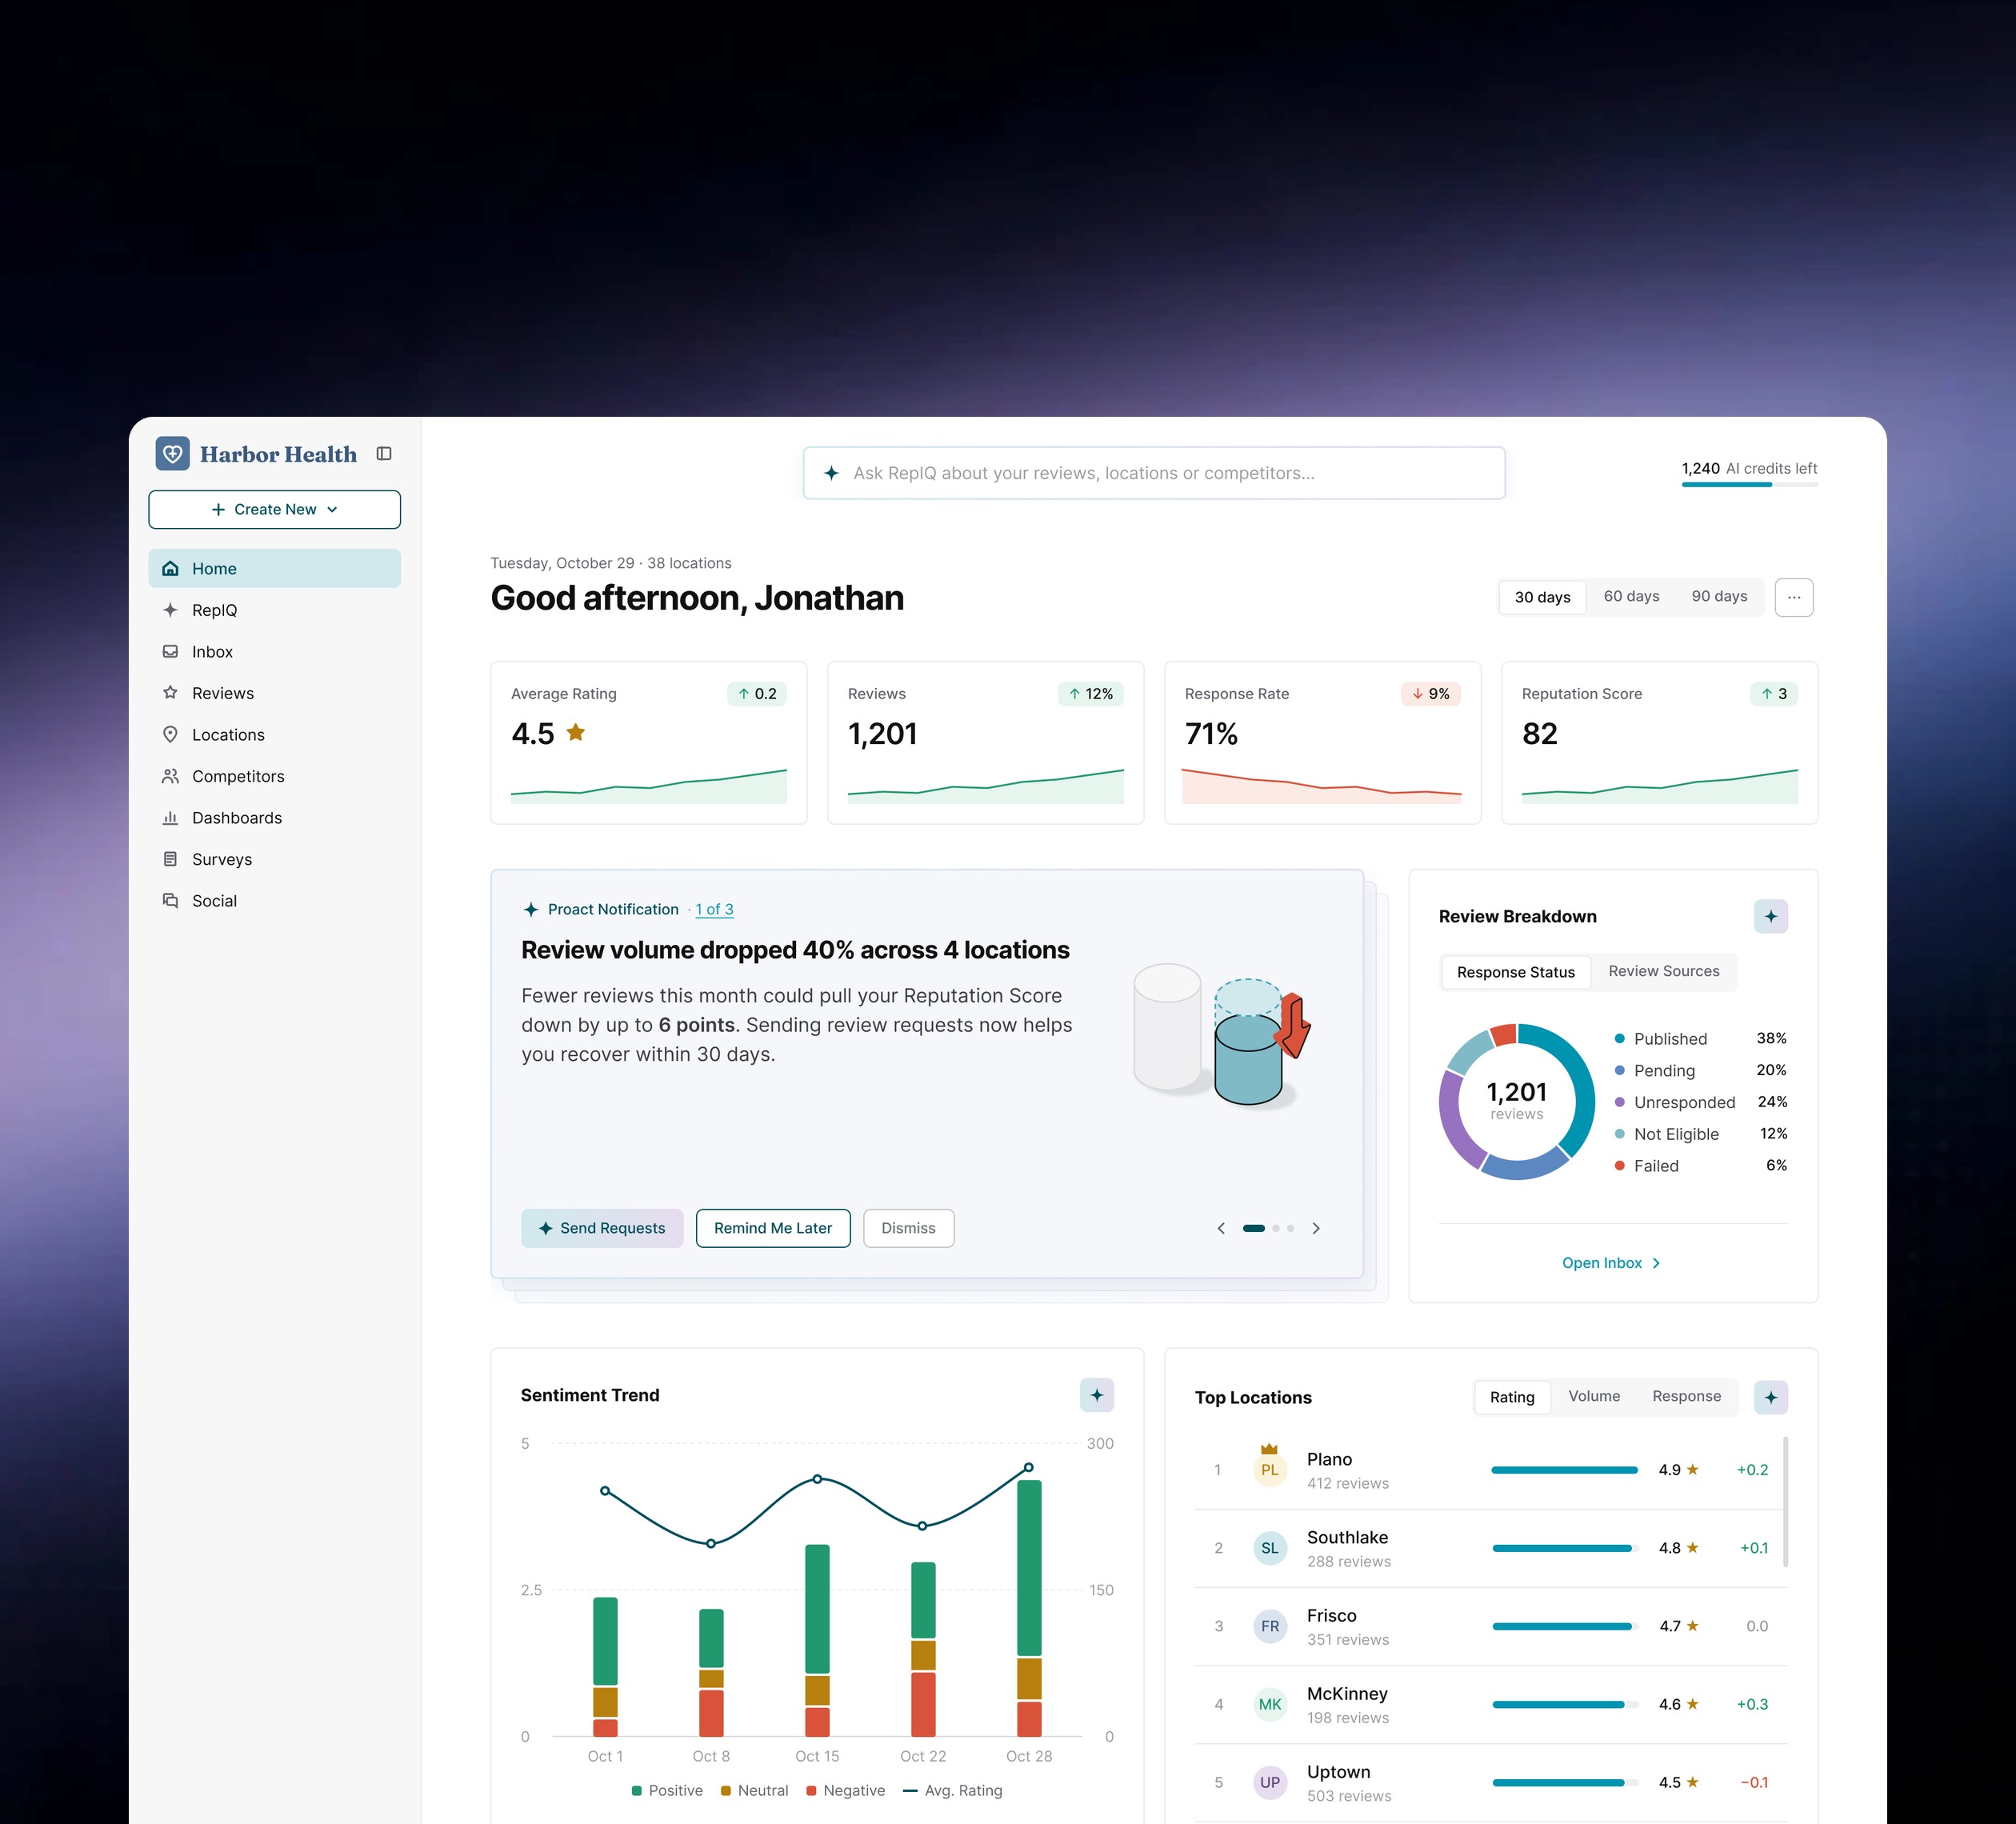 Harbor Health
Create New
Home
RepIQ
Inbox
Reviews
Locations
Competitors
Dashboards
Surveys
Social
Ask RepIQ about your reviews, locations or competitors...
1,240 AI credits left
Tuesday, October 29 · 38 locations
Good afternoon, Jonathan
30 days 60 days 90 days ...
Average Rating ↑ 0.2
4.5 ★
Reviews ↑ 12%
1,201
Response Rate ↓ 9%
71%
Reputation Score ↑ 3
82
Proact Notification · 1 of 3
Review volume dropped 40% across 4 locations
Fewer reviews this month could pull your Reputation Score
down by up to 6 points. Sending review requests now helps
you recover within 30 days.
Send Requests Remind Me Later Dismiss
Review Breakdown
Response Status Review Sources
1,201
reviews
Published 38%
Pending 20%
Unresponded 24%
Not Eligible 12%
Failed 6%
Open Inbox
Sentiment Trend
5 300
2.5 150
0 0
Oct 1 Oct 8 Oct 15 Oct 22 Oct 28
Positive Neutral Negative Avg. Rating
Top Locations
Rating Volume Response
1 PL Plano 4.9 ★ +0.2
412 reviews
2 SL Southlake 4.8 ★ +0.1
288 reviews
3 FR Frisco 4.7 ★ 0.0
351 reviews
4 MK McKinney 4.6 ★ +0.3
198 reviews
5 UP Uptown 4.5 ★ −0.1
503 reviews